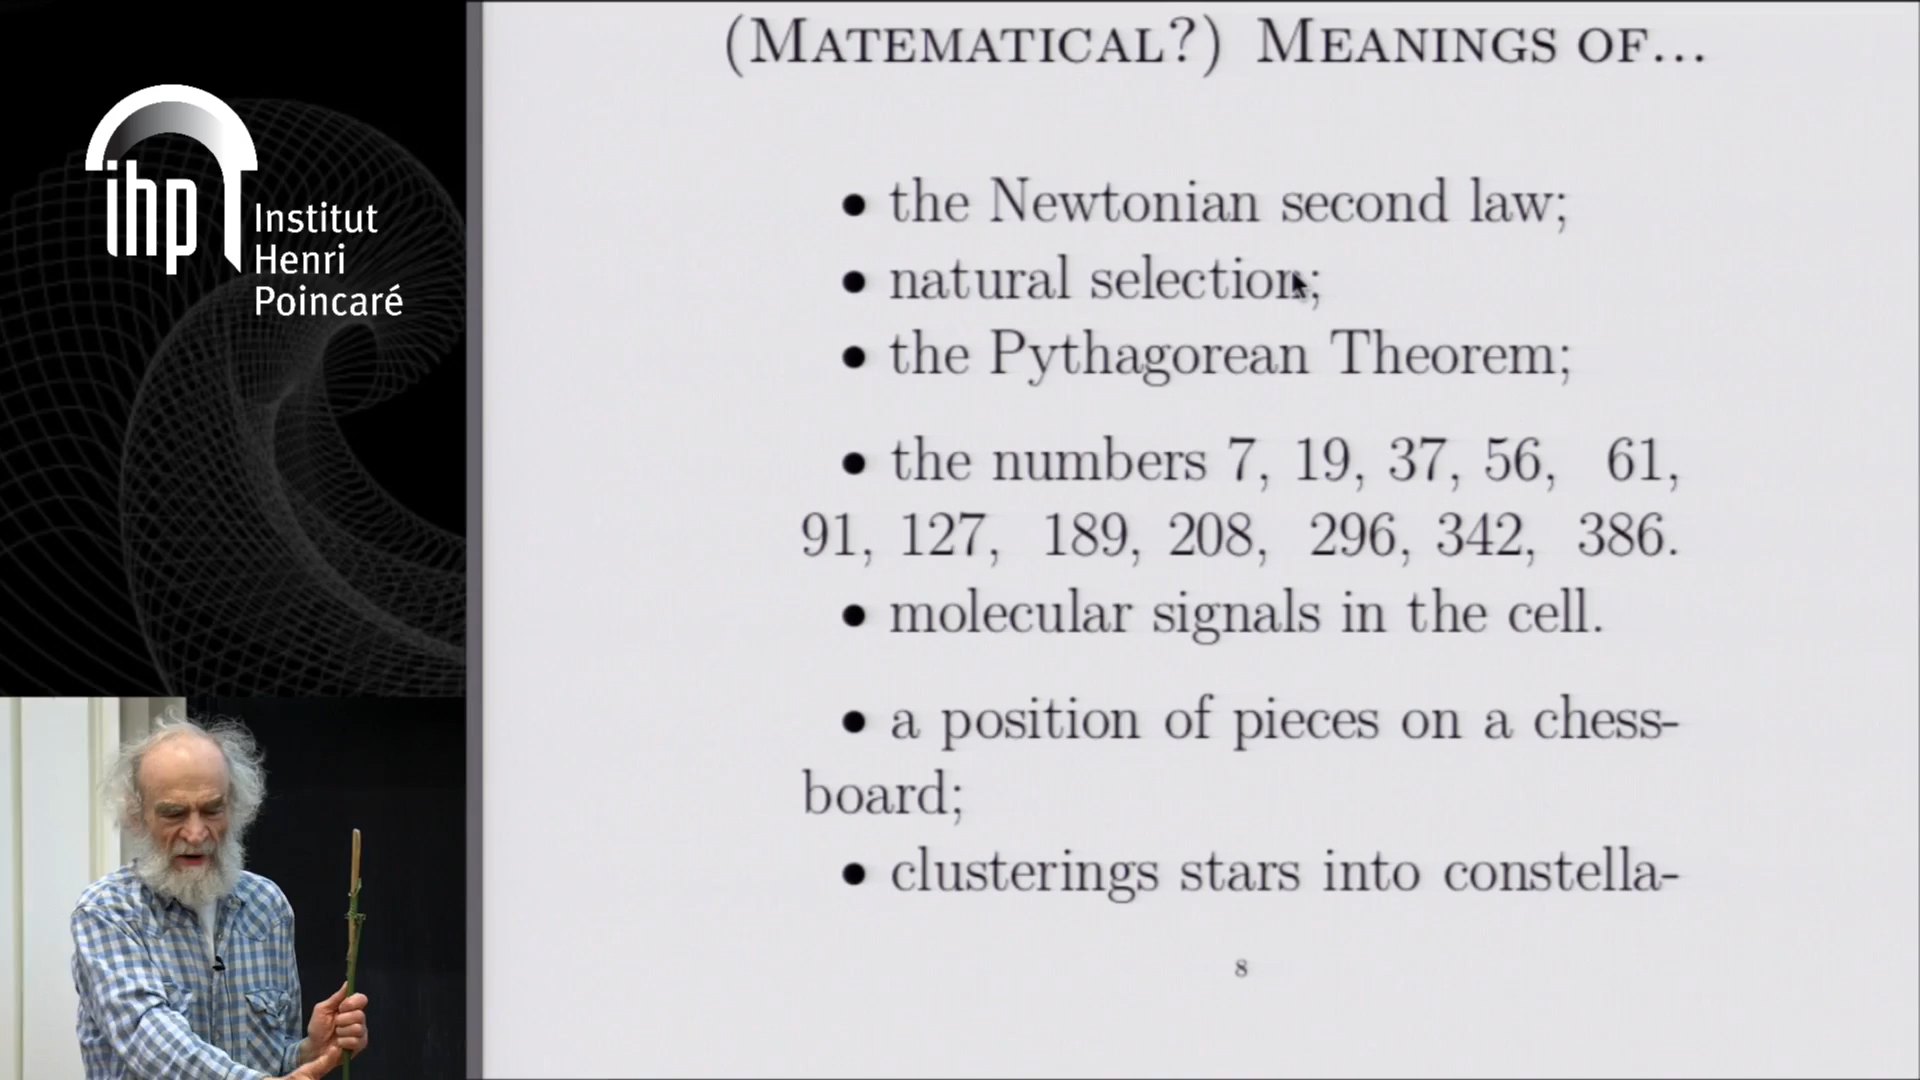 ihp
Institut
Henri
Poincaré
(MATEMATICAL?) MEANINGS OF...
• the Newtonian second law;
• natural selection;
• the Pythagorean Theorem;
• the numbers 7, 19, 37, 56, 61,
91, 127, 189, 208, 296, 342, 386.
• molecular signals in the cell.
• a position of pieces on a chess-
board;
• clusterings stars into constella-
8